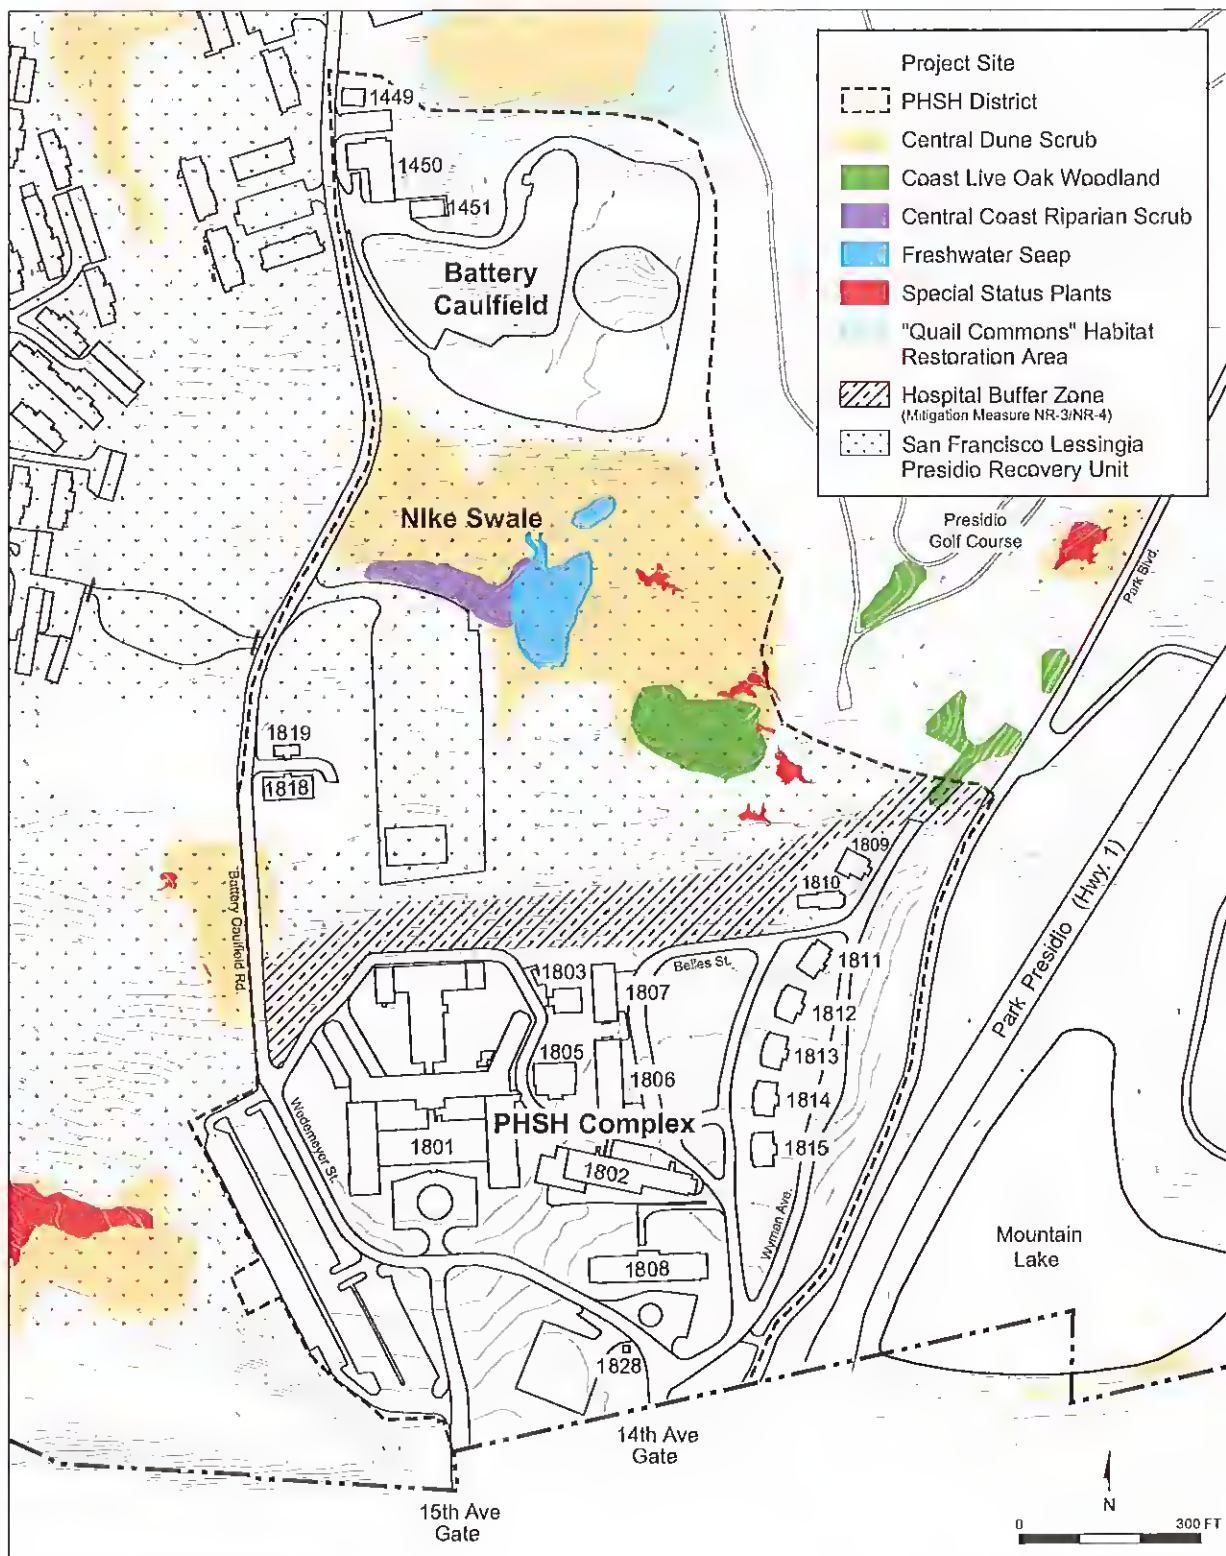 Project Site
PHSH District
Central Dune Scrub
Coast Live Oak Woodland
Central Coast Riparian Scrub
Freshwater Seep
Special Status Plants
"Quail Commons" Habitat
Restoration Area
Hospital Buffer Zone
(Mitigation Measure NR-3/NR-4)
San Francisco Lessingia
Presidio Recovery Unit
1449
1450
1451
Battery
Caulfield
Nike Swale
Presidio
Golf Course
Park Blvd.
1819
1818
Battery Caulfield Rd.
1809
1810
Park Presidio (Hwy. 1)
1811
Belles St.
1803
1807
1812
1805
1813
1806
1814
Wedemeyer St.
PHSH Complex
1801
1815
1802
Wyman Ave.
Mountain
Lake
1808
1828
14th Ave
Gate
15th Ave
Gate
N
0
300 FT